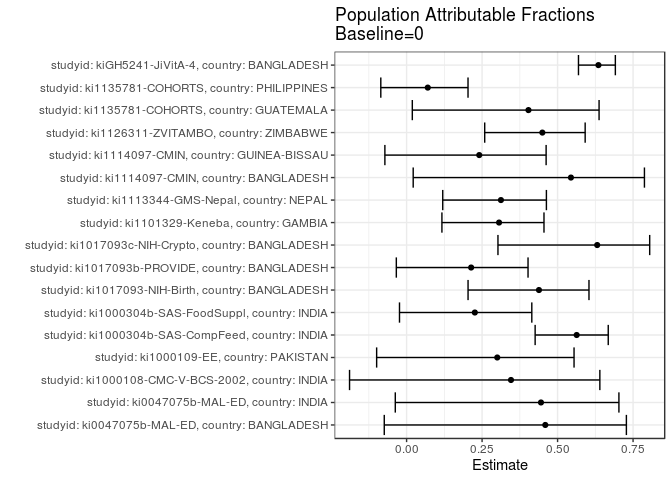 Population Attributable Fractions
Baseline=0
studyid: kiGH5241-JiVitA-4, country: BANGLADESH
studyid: ki1135781-COHORTS, country: PHILIPPINES
studyid: ki1135781-COHORTS, country: GUATEMALA
studyid: ki1126311-ZVITAMBO, country: ZIMBABWE
studyid: ki1114097-CMIN, country: GUINEA-BISSAU
studyid: ki1114097-CMIN, country: BANGLADESH
studyid: ki1113344-GMS-Nepal, country: NEPAL
studyid: ki1101329-Keneba, country: GAMBIA
studyid: ki1017093c-NIH-Crypto, country: BANGLADESH
studyid: ki1017093b-PROVIDE, country: BANGLADESH
studyid: ki1017093-NIH-Birth, country: BANGLADESH
studyid: ki1000304b-SAS-FoodSuppl, country: INDIA
studyid: ki1000304b-SAS-CompFeed, country: INDIA
studyid: ki1000109-EE, country: PAKISTAN
studyid: ki1000108-CMC-V-BCS-2002, country: INDIA
studyid: ki0047075b-MAL-ED, country: INDIA
studyid: ki0047075b-MAL-ED, country: BANGLADESH
0.00 0.25 0.50 0.75
Estimate